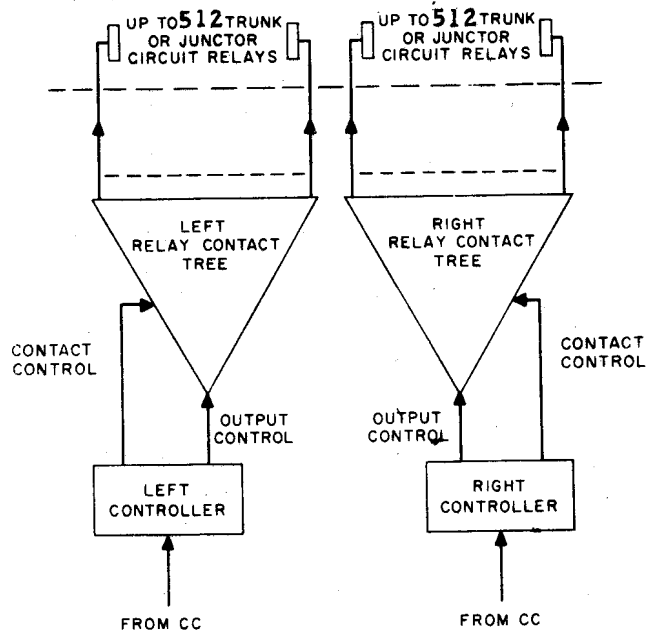 UP TO 512 TRUNK
OR JUNCTOR
CIRCUIT RELAYS
UP TO 512 TRUNK
OR JUNCTOR
CIRCUIT RELAYS
LEFT
RELAY CONTACT
TREE
RIGHT
RELAY CONTACT
TREE
CONTACT
CONTROL
OUTPUT
CONTROL
OUTPUT
CONTROL
CONTACT
CONTROL
LEFT
CONTROLLER
RIGHT
CONTROLLER
FROM CC
FROM CC